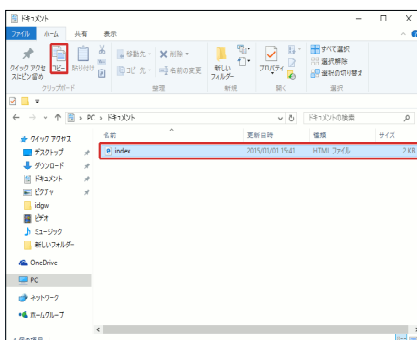 ドキュメント
ファイル ホーム 共有 表示
クイック アクセスにピン留め コピー 貼り付け 移動先 削除 コピー先 名前の変更 新しいフォルダー プロパティ すべて選択 選択解除 選択の切り替え
クリップボード 整理 新規 開く 選択
PC › ドキュメント ドキュメントの検索
名前 更新日時 種類 サイズ
index 2015/01/01 15:41 HTML ファイル 2 KB
クイック アクセス
デスクトップ
ダウンロード
ドキュメント
ピクチャ
idgw
ビデオ
ミュージック
新しいフォルダー
OneDrive
PC
ネットワーク
ホームグループ
1 個の項目